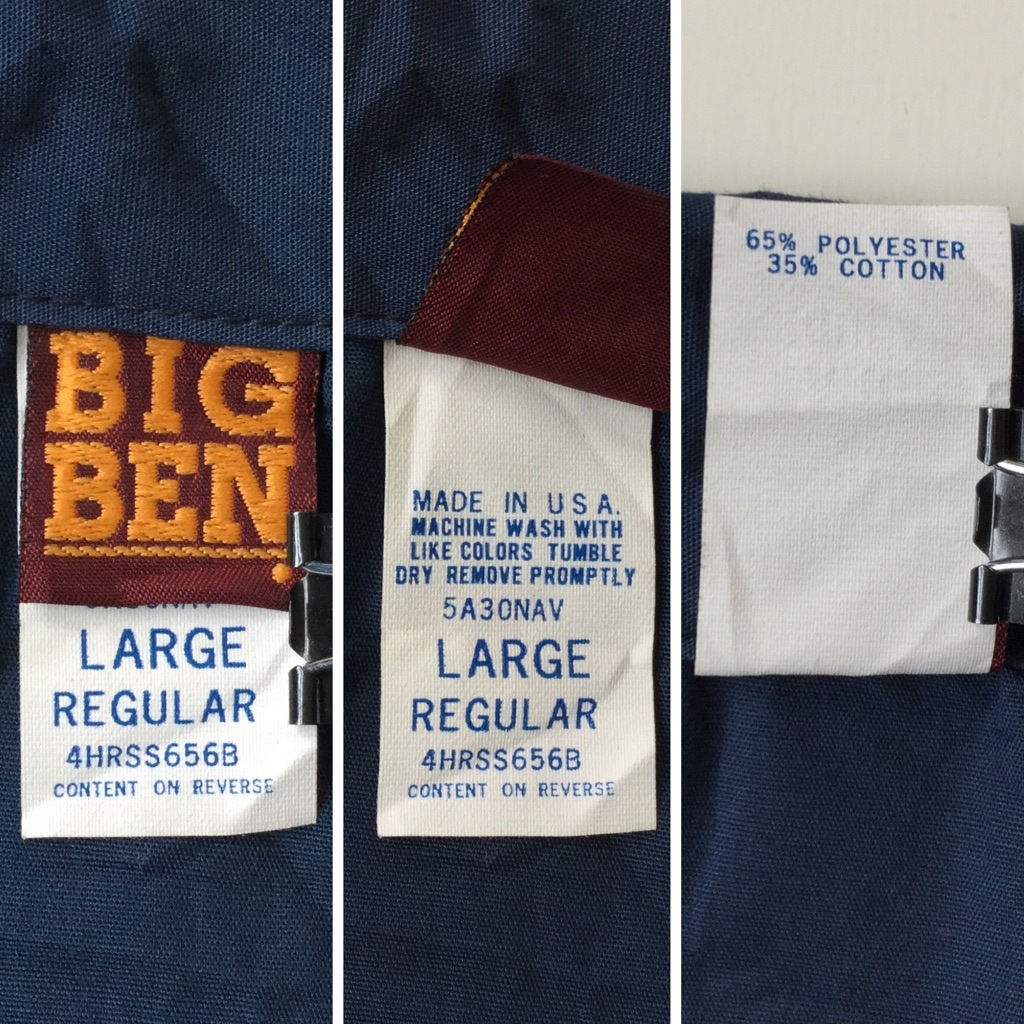 BIG
BEN
LARGE
REGULAR
4HRSS656B
CONTENT ON REVERSE
MADE IN U S A.
MACHINE WASH WITH
LIKE COLORS TUMBLE
DRY REMOVE PROMPTLY
5A30NAV
LARGE
REGULAR
4HRSS656B
CONTENT ON REVERSE
65% POLYESTER
35% COTTON